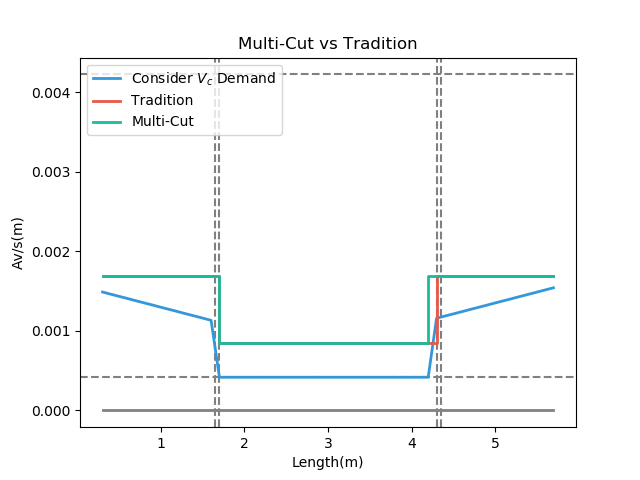 Multi-Cut vs Tradition
Consider V_c Demand
Tradition
Multi-Cut
Av/s(m)
0.004
0.003
0.002
0.001
0.000
1 2 3 4 5
Length(m)